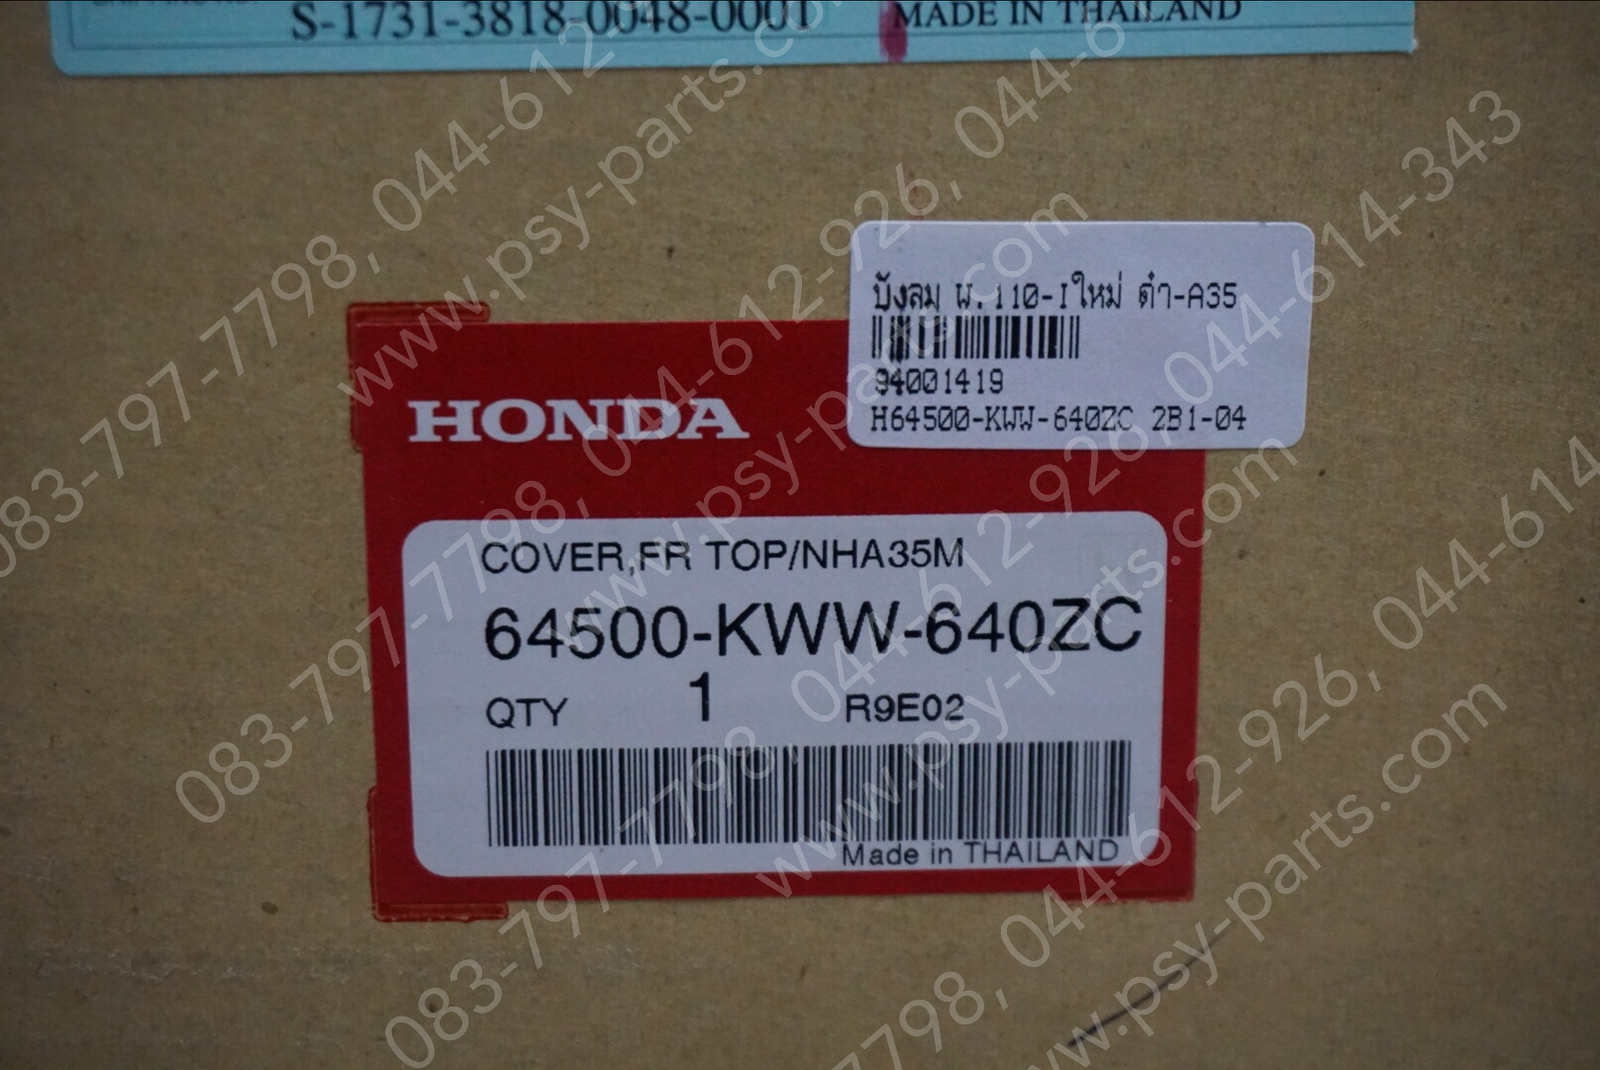 S-1731-3818-0048-0001
MADE IN THAILAND
บังลม ผ.110-Iใหม่ ดำ-A35
94001419
H64500-KWW-640ZC 2B1-04
HONDA
COVER,FR TOP/NHA35M
64500-KWW-640ZC
QTY 1 R9E02
Made in THAILAND
083-797-7798, 044-612-926, 044-614-343
www.psy-parts.com